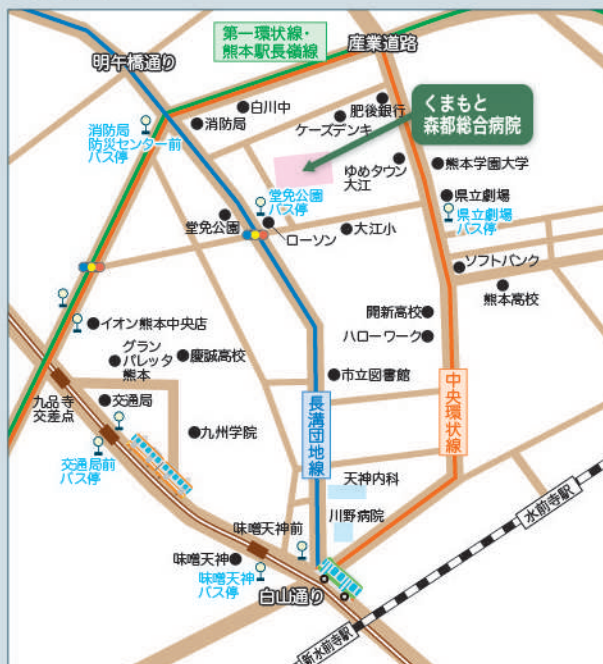 第一環状線・
熊本駅長嶺線
産業道路
明午橋通り
くまもと
森都総合病院
白川中
肥後銀行
消防局
ケーズデンキ
消防局
防災センター前
バス停
ゆめタウン
大江
熊本学園大学
県立劇場
県立劇場
バス停
堂免公園
バス停
堂免公園
ローソン
大江小
ソフトバンク
熊本高校
開新高校
ハローワーク
イオン熊本中央店
グラン
パレッタ
熊本
慶誠高校
市立図書館
中央環状線
長溝団地線
九品寺
交差点
交通局
九州学院
交通局前
バス停
天神内科
川野病院
味噌天神前
味噌天神
味噌天神
バス停
白山通り
水前寺駅
新水前寺駅